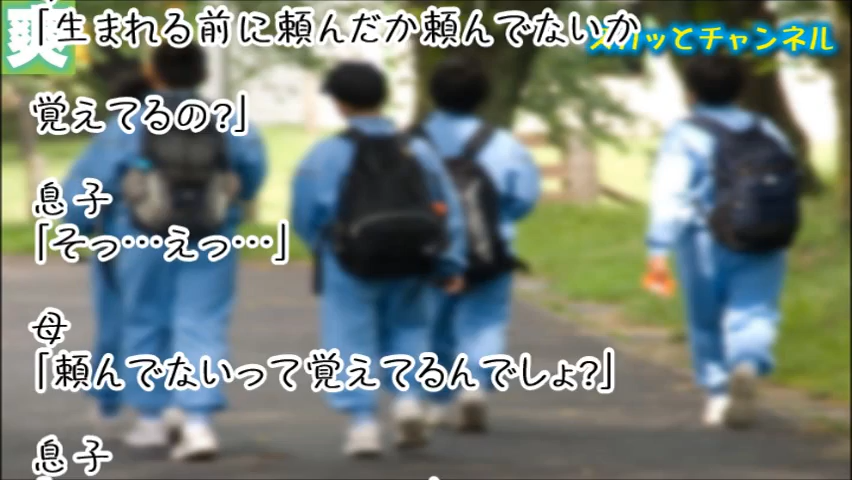 爽
スカッとチャンネル
「生まれる前に頼んだか頼んでないか
覚えてるの?」
息子
「そっ…えっ…」
母
「頼んでないって覚えてるんでしょ?」
息子